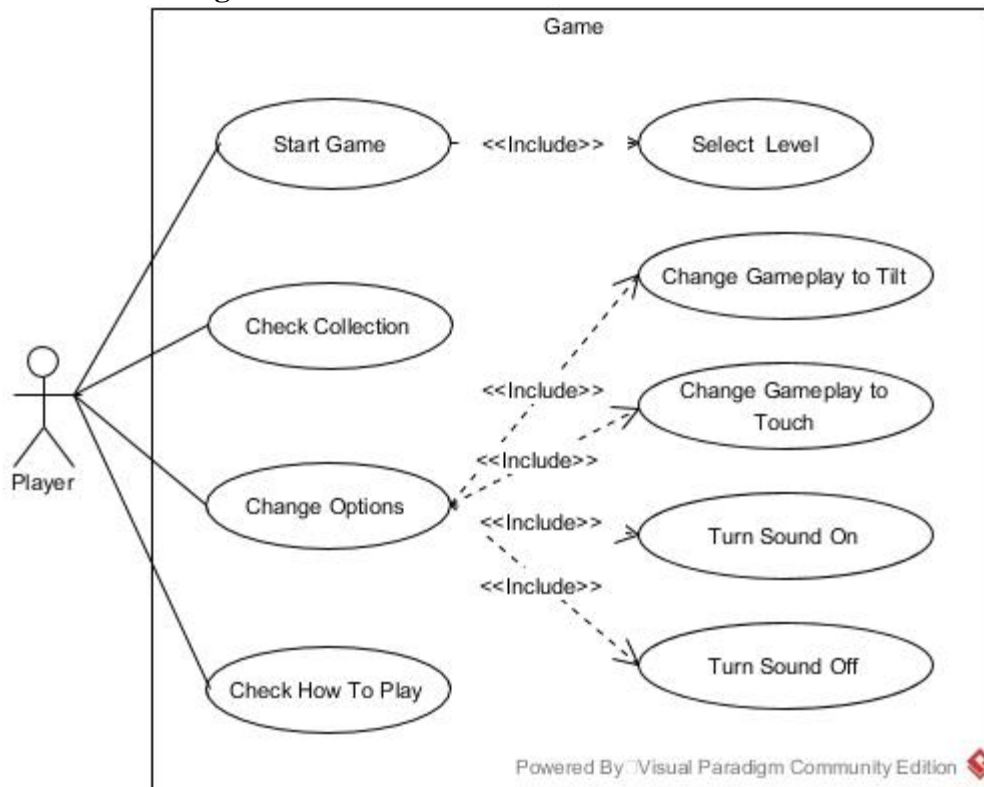 Game
Start Game
<<Include>>
Select Level
Change Gameplay to Tilt
Check Collection
<<Include>>
Change Gameplay to
Touch
<<Include>>
Player
Change Options
<<Include>>
Turn Sound On
<<Include>>
Check How To Play
Turn Sound Off
Powered By Visual Paradigm Community Edition